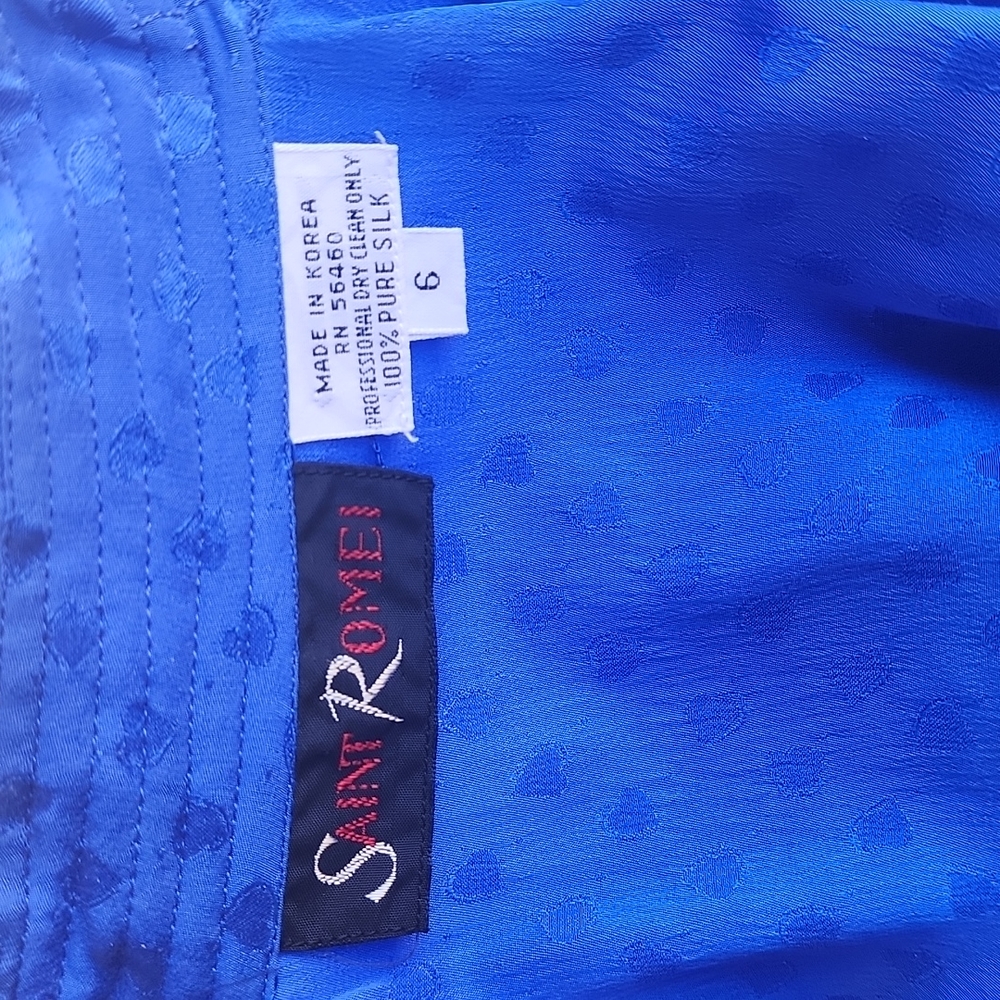 MADE IN KOREA
RN 56460
PROFESSIONAL DRY CLEAN ONLY
100% PURE SILK
6
SAINT ROMEI